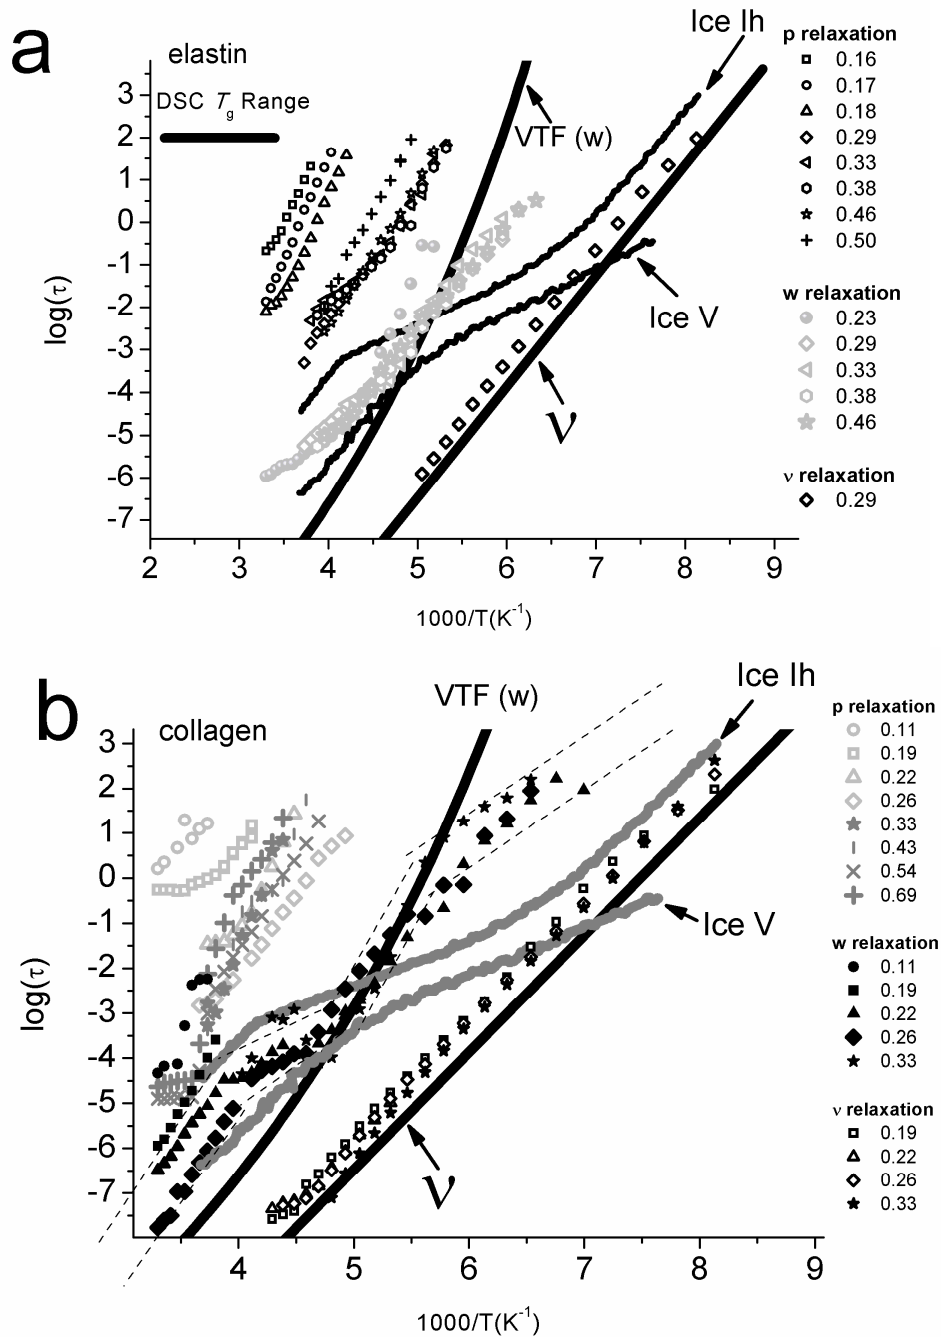 a
elastin
DSC Tg Range
VTF (w)
Ice Ih
Ice V
ν
log(τ)
3
2
1
0
-1
-2
-3
-4
-5
-6
-7
2
3
4
5
6
7
8
9
1000/T(K-1)
p relaxation
0.16
0.17
0.18
0.29
0.33
0.38
0.46
0.50
w relaxation
0.23
0.29
0.33
0.38
0.46
ν relaxation
0.29
b
collagen
VTF (w)
Ice Ih
Ice V
ν
log(τ)
3
2
1
0
-1
-2
-3
-4
-5
-6
-7
4
5
6
7
8
9
1000/T(K-1)
p relaxation
0.11
0.19
0.22
0.26
0.33
0.43
0.54
0.69
w relaxation
0.11
0.19
0.22
0.26
0.33
ν relaxation
0.19
0.22
0.26
0.33